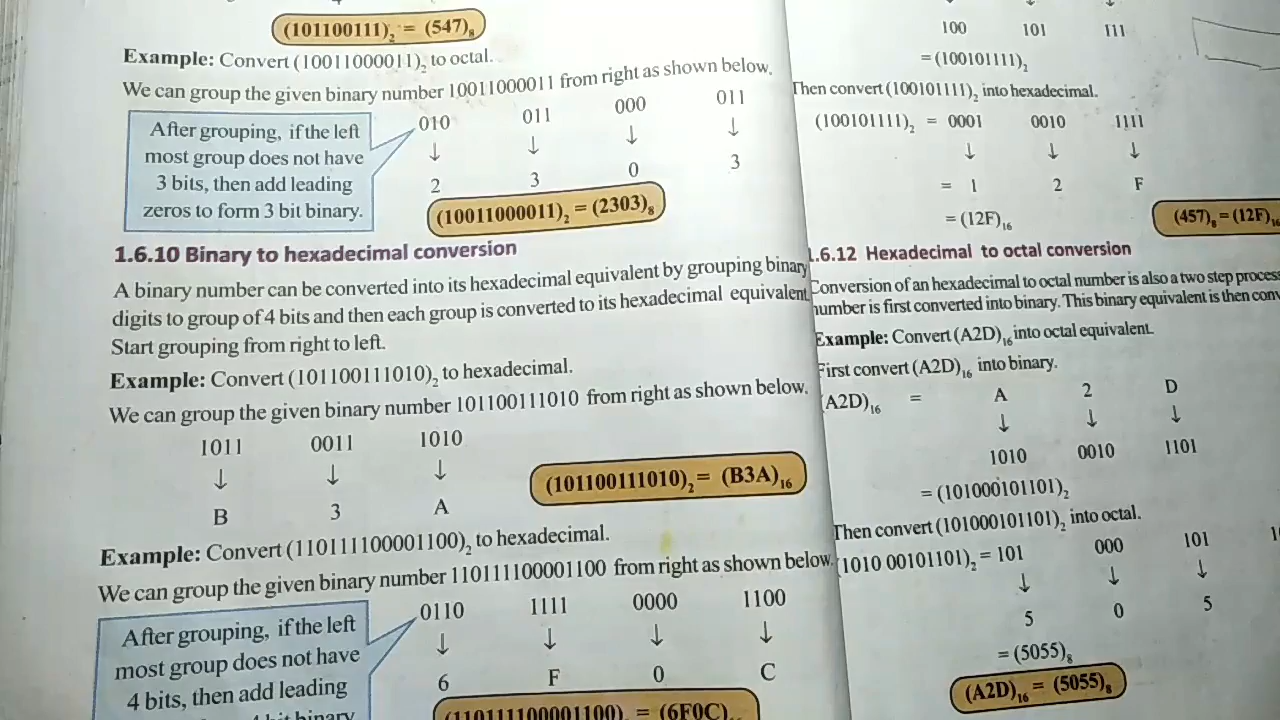 (101100111)₂ = (547)₈
Example: Convert (10011000011)₂ to octal.
We can group the given binary number 10011000011 from right as shown below.
After grouping, if the left
most group does not have
3 bits, then add leading
zeros to form 3 bit binary.
010 011 000 011
↓ ↓ ↓ ↓
2 3 0 3
(10011000011)₂ = (2303)₈
1.6.10 Binary to hexadecimal conversion
A binary number can be converted into its hexadecimal equivalent by grouping binary
digits to group of 4 bits and then each group is converted to its hexadecimal equivalent
Start grouping from right to left.
Example: Convert (101100111010)₂ to hexadecimal.
We can group the given binary number 101100111010 from right as shown below.
1011 0011 1010
↓ ↓ ↓
B 3 A
(101100111010)₂ = (B3A)₁₆
Example: Convert (110111100001100)₂ to hexadecimal.
We can group the given binary number 110111100001100 from right as shown below.
After grouping, if the left
most group does not have
4 bits, then add leading
bit binary
0110 1111 0000 1100
↓ ↓ ↓ ↓
6 F 0 C
(110111100001100)₂ = (6F0C)
100 101 111
= (100101111)₂
Then convert (100101111)₂ into hexadecimal.
(100101111)₂ = 0001 0010 1111
↓ ↓ ↓
= 1 2 F
= (12F)₁₆
(457)₈ = (12F)₁₆
1.6.12 Hexadecimal to octal conversion
Conversion of an hexadecimal to octal number is also a two step process
number is first converted into binary. This binary equivalent is then
Example: Convert (A2D)₁₆ into octal equivalent.
First convert (A2D)₁₆ into binary.
(A2D)₁₆ = A 2 D
↓ ↓ ↓
1010 0010 1101
= (101000101101)₂
Then convert (101000101101)₂ into octal.
(1010 00101101)₂ = 101 000 101
↓ ↓ ↓
5 0 5
= (5055)₈
(A2D)₁₆ = (5055)₈